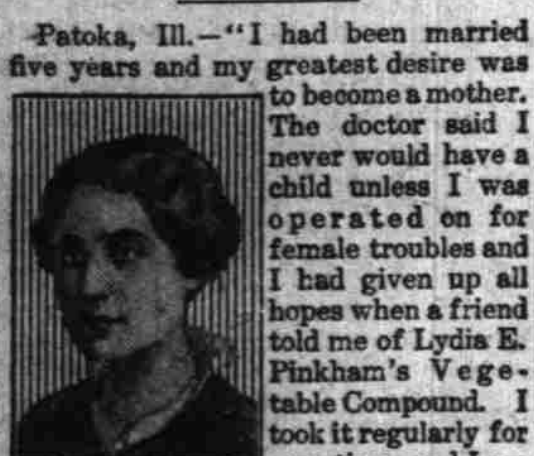 Patoka, Ill.—"I had been married
five years and my greatest desire was
to become a mother.
The doctor said I
never would have a
child unless I was
operated on for
female troubles and
I had given up all
hopes when a friend
told me of Lydia E.
Pinkham's Vege-
table Compound. I
took it regularly for